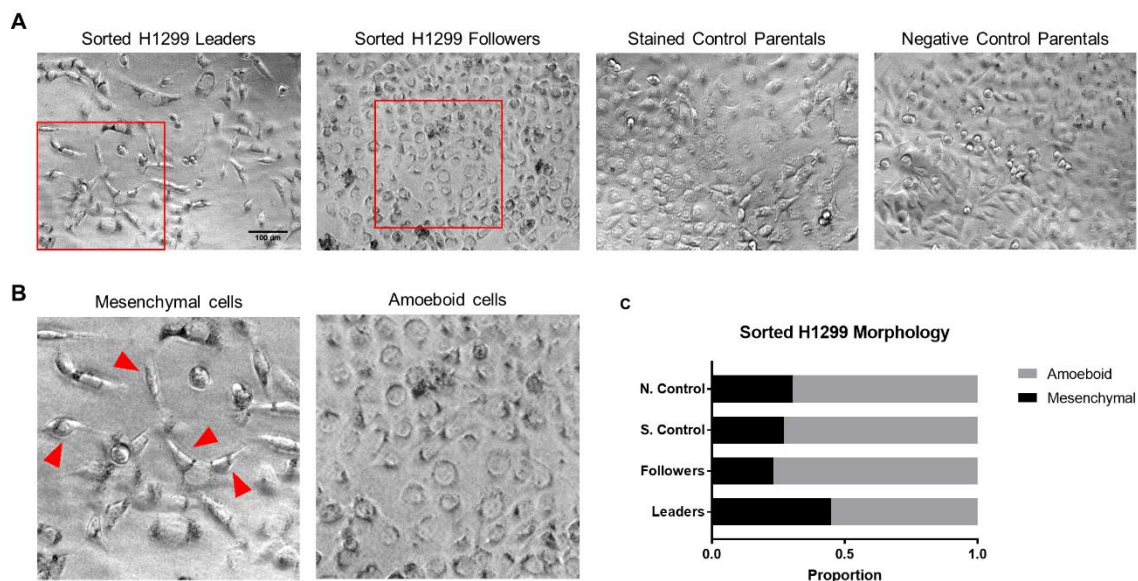 A
Sorted H1299 Leaders
Sorted H1299 Followers
Stained Control Parentals
Negative Control Parentals
100 µm
B
Mesenchymal cells
Amoeboid cells
C
Sorted H1299 Morphology
N. Control
S. Control
Followers
Leaders
0.0
0.5
1.0
Proportion
Amoeboid
Mesenchymal